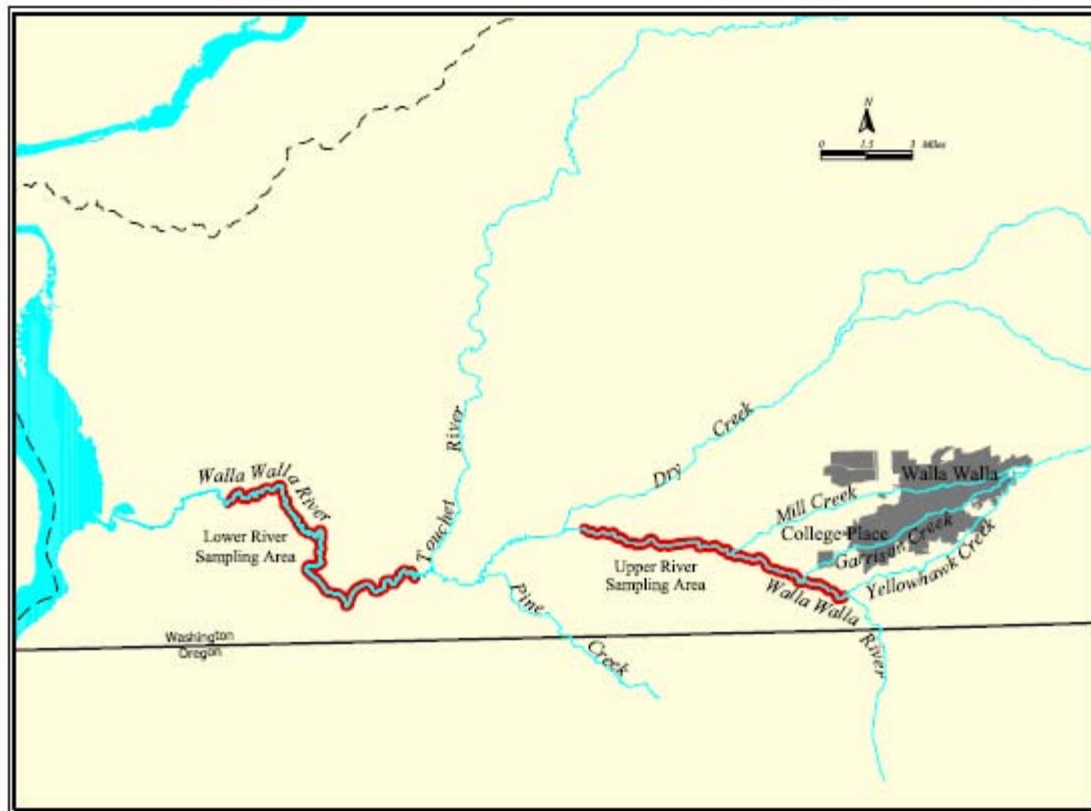 N
0 1.5 3 Miles
Walla Walla River
Lower River
Sampling Area
Touchet River
Dry Creek
Walla Walla
Mill Creek
College Place
Garrison Creek
Yellowhawk Creek
Upper River
Sampling Area
Walla Walla River
Pine Creek
Washington
Oregon